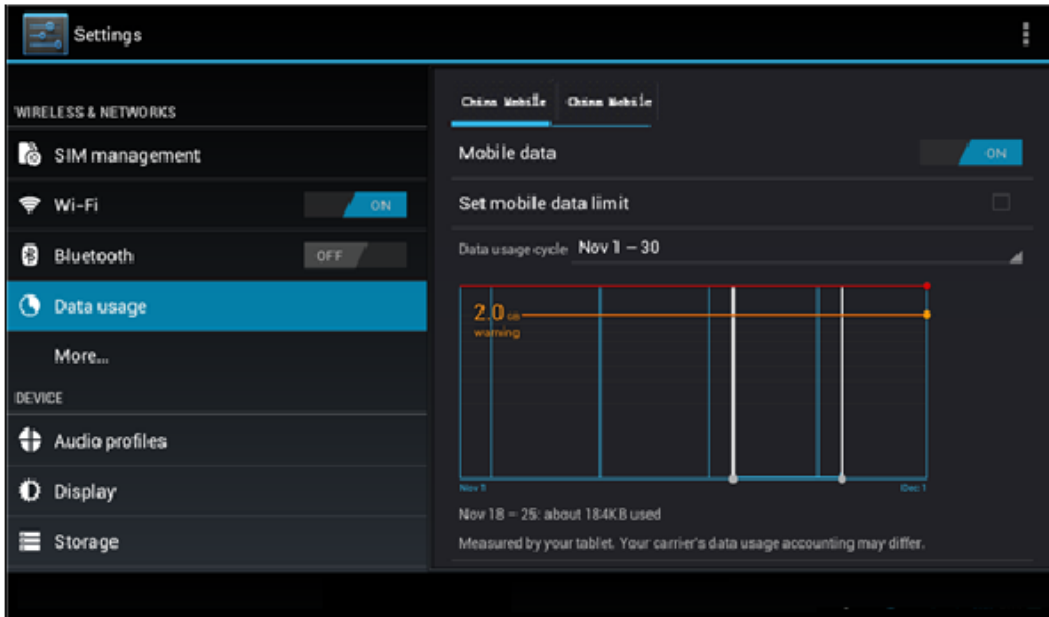 Settings
WIRELESS & NETWORKS
SIM management
Wi-Fi
ON
Bluetooth
OFF
Data usage
More...
DEVICE
Audio profiles
Display
Storage
China Mobile
China Mobile
Mobile data
ON
Set mobile data limit
Data usage cycle Nov 1 – 30
2.0 GB
warning
Nov 1
Dec 1
Nov 18 – 25: about 184KB used
Measured by your tablet. Your carrier's data usage accounting may differ.